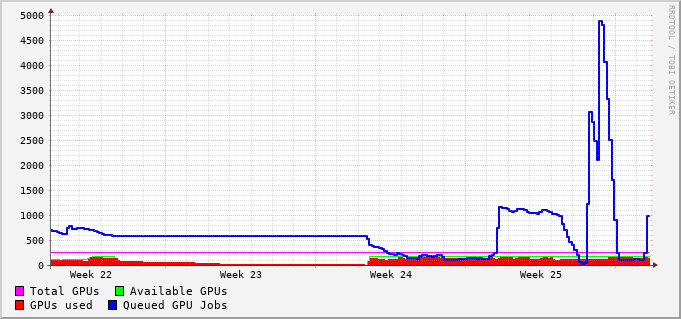 5000
4500
4000
3500
3000
2500
2000
1500
1000
500
0
Week 22 Week 23 Week 24 Week 25
Total GPUs Available GPUs
GPUs used Queued GPU Jobs
RRDTOOL / TOBI OETIKER